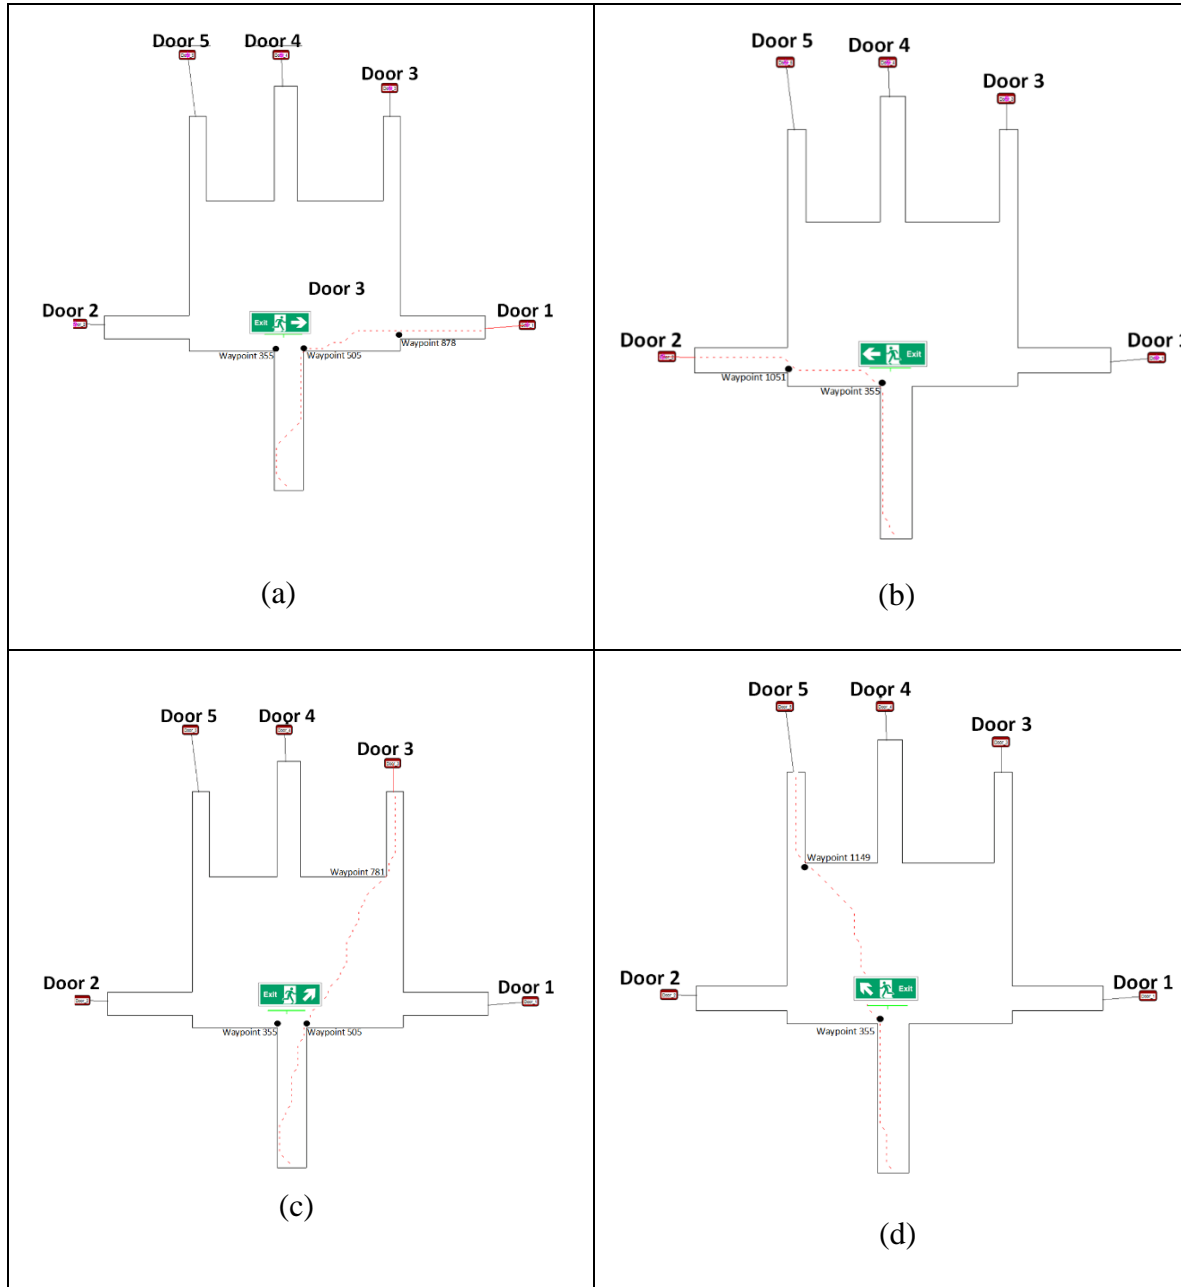 Door 5
Door 4
Door 3
Door 3
Door 2
Door 1
Exit
Waypoint 355
Waypoint 505
Waypoint 878
(a)
Door 5
Door 4
Door 3
Door 2
Door 1
Exit
Waypoint 1051
Waypoint 355
(b)
Door 5
Door 4
Door 3
Waypoint 781
Door 2
Door 1
Exit
Waypoint 355
Waypoint 505
(c)
Door 5
Door 4
Door 3
Waypoint 1149
Door 2
Door 1
Exit
Waypoint 355
(d)